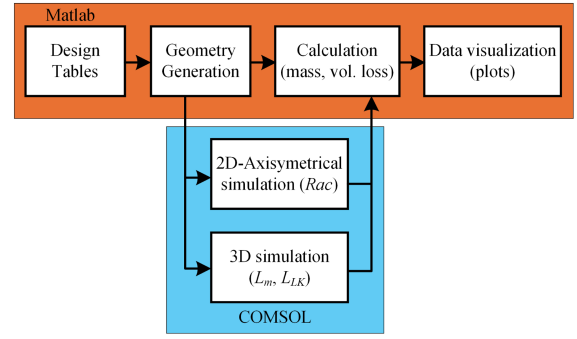 Matlab
Design
Tables
Geometry
Generation
Calculation
(mass, vol. loss)
Data visualization
(plots)
2D-Axisymetrical
simulation (Rac)
3D simulation
(Lm, LLK)
COMSOL